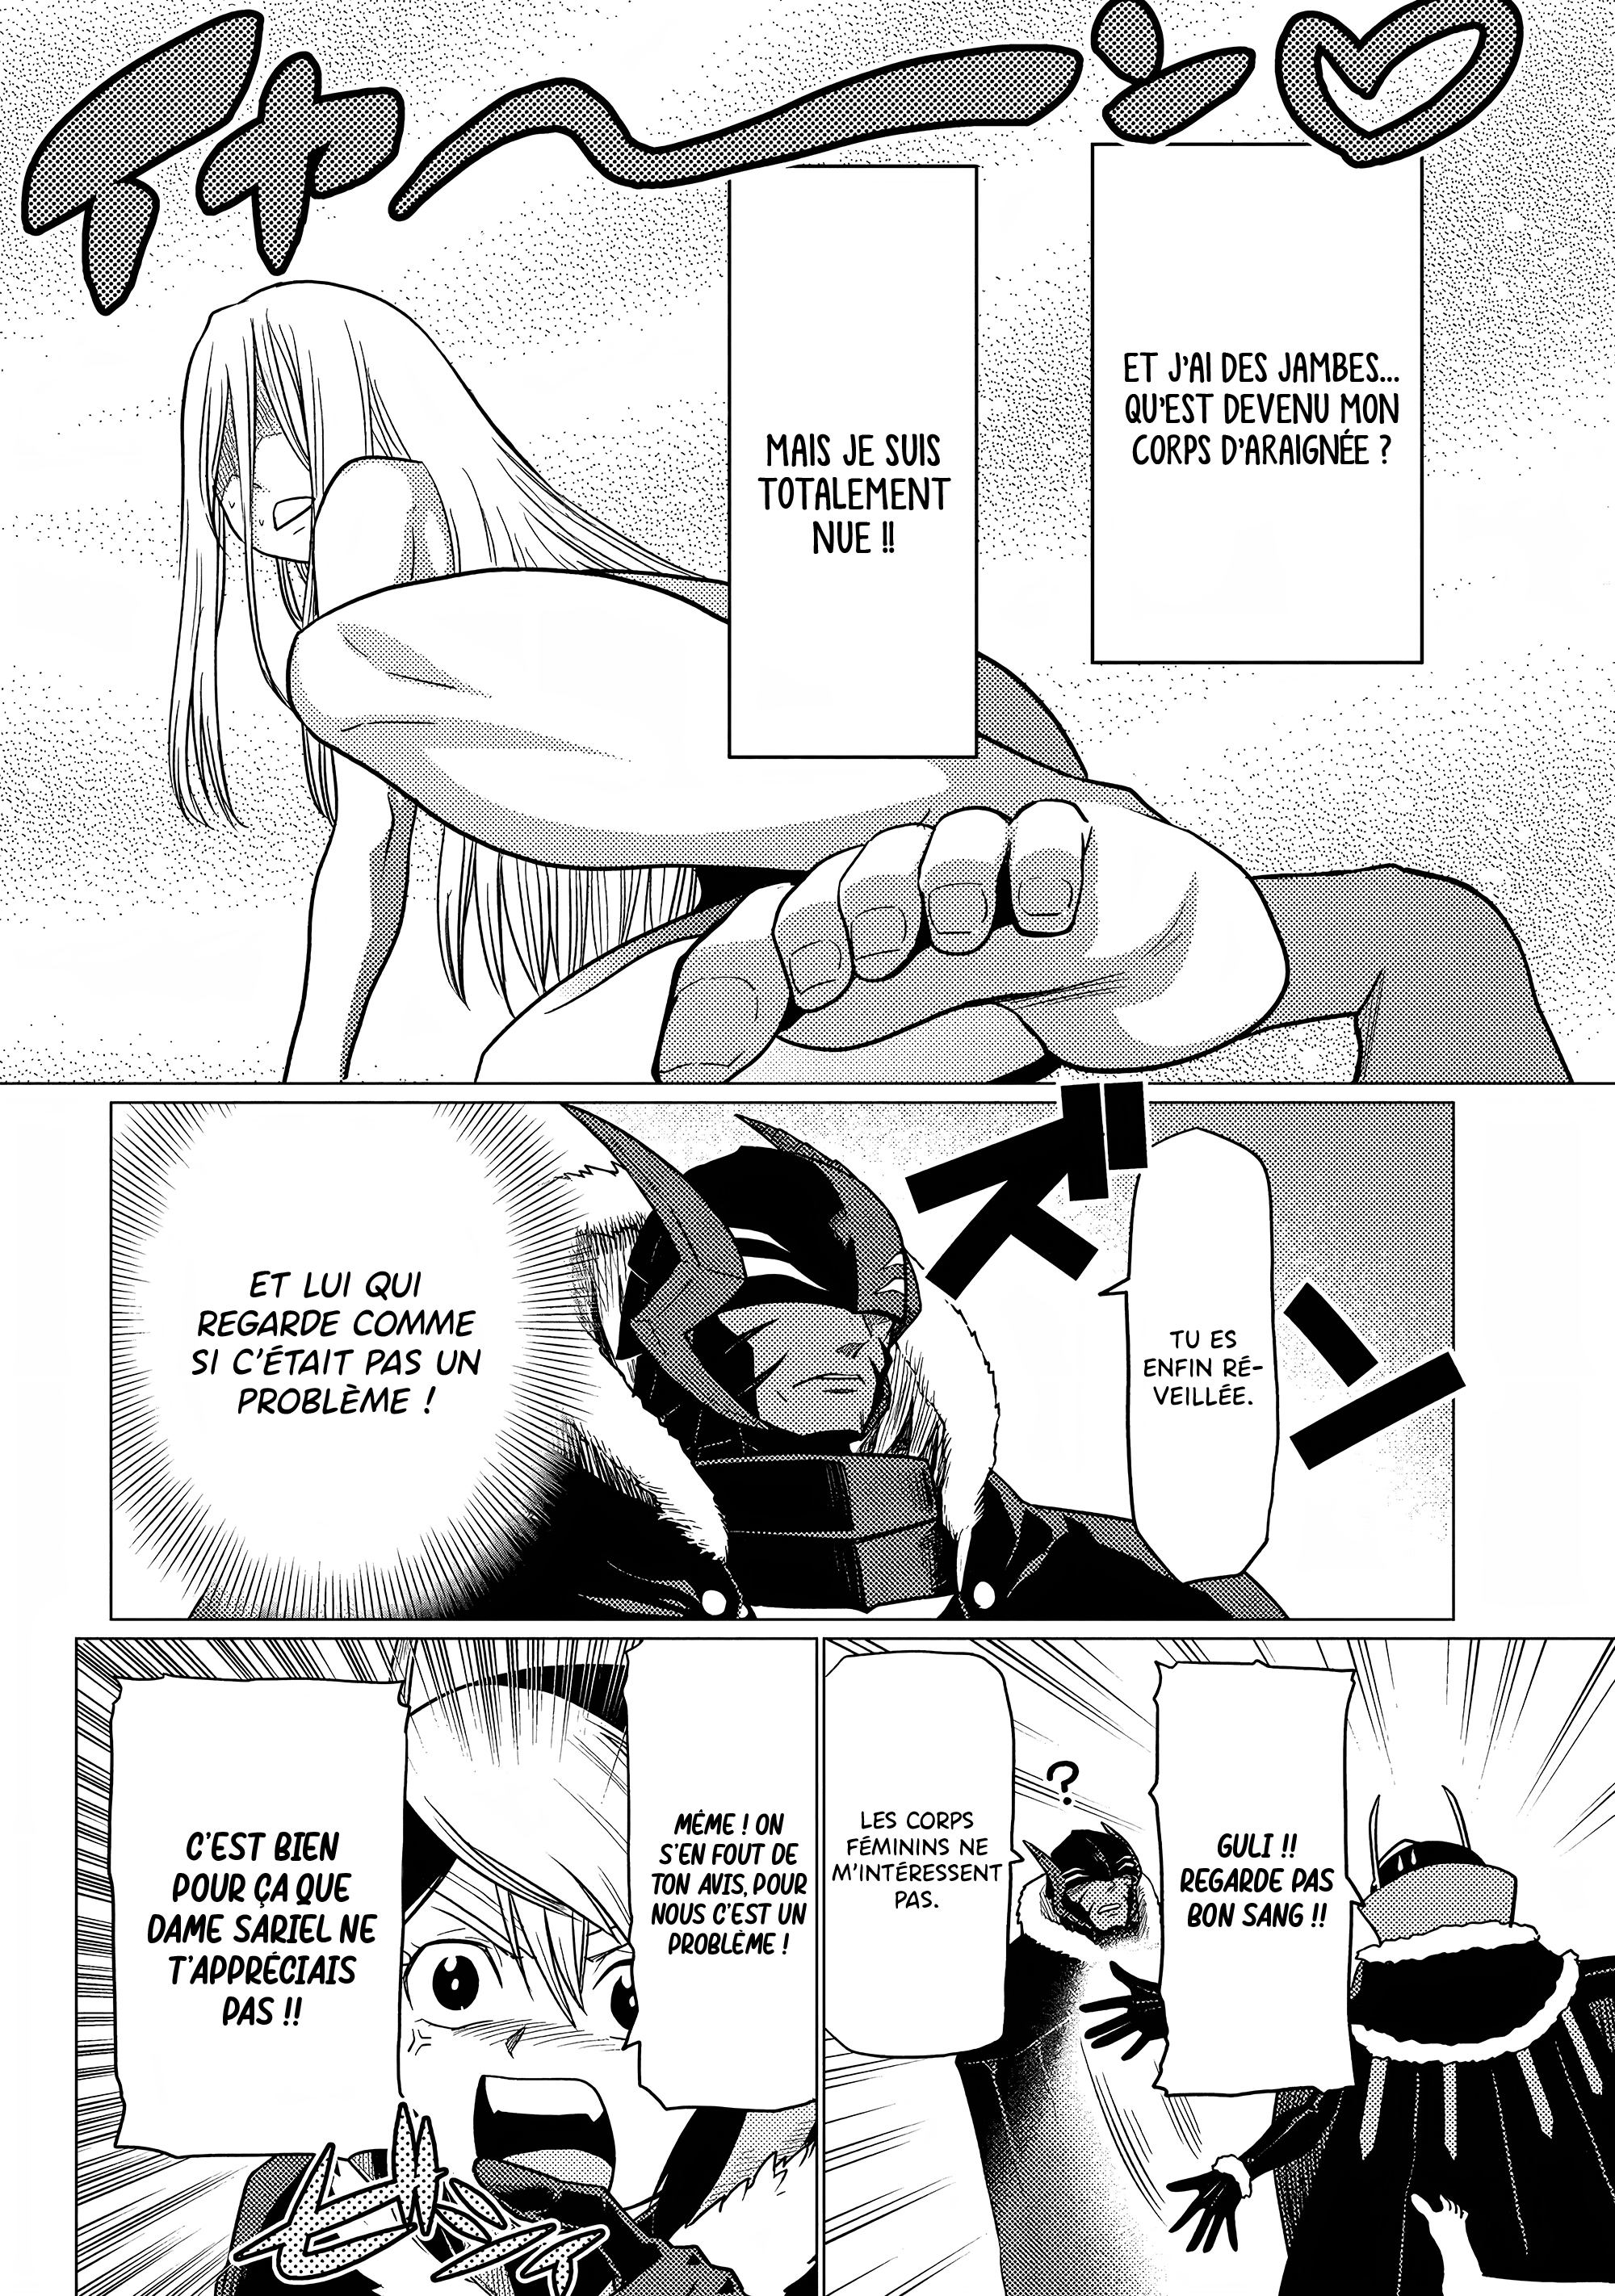 イヤ～ン♡
ET J'AI DES JAMBES...
QU'EST DEVENU MON
CORPS D'ARAIGNÉE ?
MAIS JE SUIS
TOTALEMENT
NUE !!
ズン
TU ES
ENFIN RÉ-
VEILLÉE.
ET LUI QUI
REGARDE COMME
SI C'ÉTAIT PAS UN
PROBLÈME !
GULI !!
REGARDE PAS
BON SANG !!
?
LES CORPS
FÉMININS NE
M'INTÉRESSENT
PAS.
MÊME ! ON
S'EN FOUT DE
TON AVIS, POUR
NOUS C'EST UN
PROBLÈME !
C'EST BIEN
POUR ÇA QUE
DAME SARIEL NE
T'APPRÉCIAIS
PAS !!